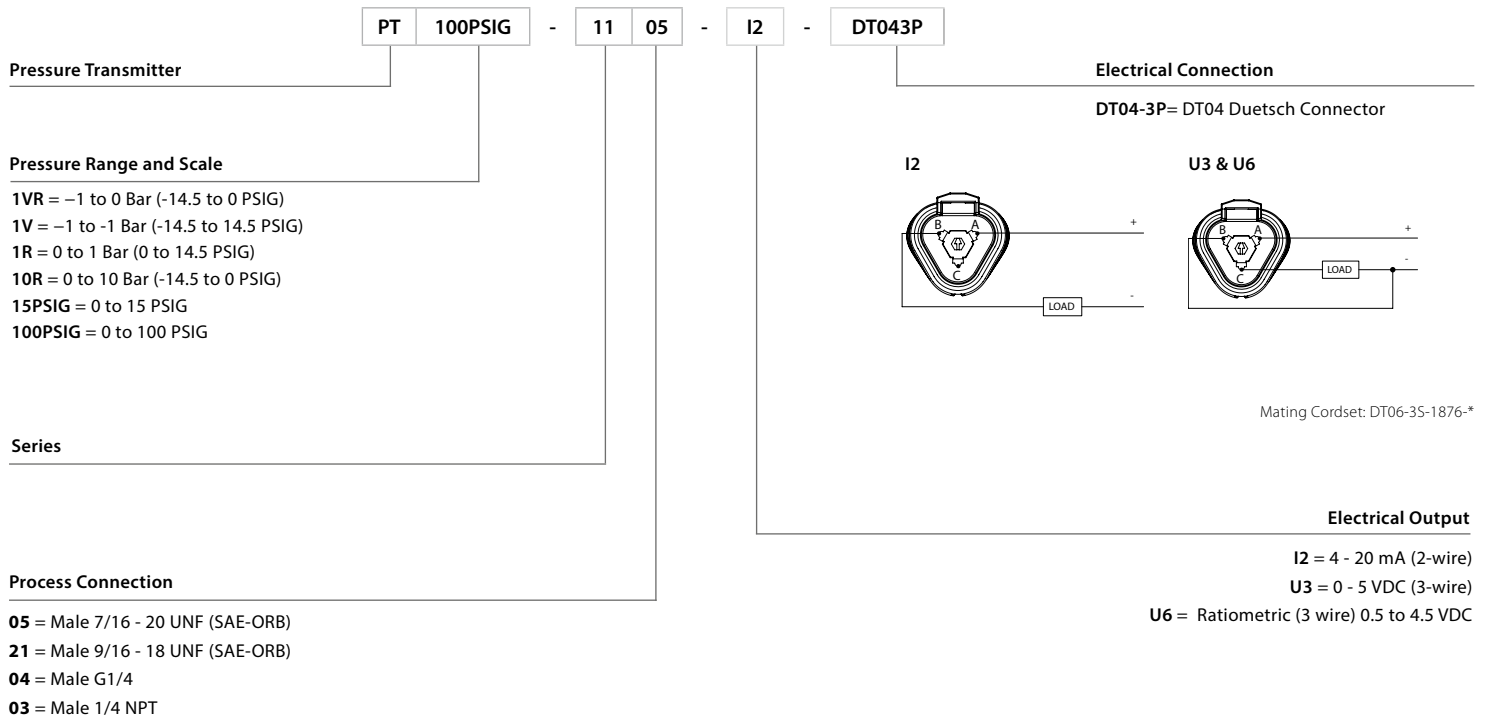 PT 100PSIG - 11 05 - I2 - DT043P
Pressure Transmitter
Electrical Connection
DT04-3P= DT04 Duetsch Connector
Pressure Range and Scale
1VR = −1 to 0 Bar (-14.5 to 0 PSIG)
1V = −1 to -1 Bar (-14.5 to 14.5 PSIG)
1R = 0 to 1 Bar (0 to 14.5 PSIG)
10R = 0 to 10 Bar (-14.5 to 0 PSIG)
15PSIG = 0 to 15 PSIG
100PSIG = 0 to 100 PSIG
I2
B A
C
+
-
LOAD
U3 & U6
B A
C
+
-
LOAD
Mating Cordset: DT06-3S-1876-*
Series
Electrical Output
I2 = 4 - 20 mA (2-wire)
U3 = 0 - 5 VDC (3-wire)
U6 = Ratiometric (3 wire) 0.5 to 4.5 VDC
Process Connection
05 = Male 7/16 - 20 UNF (SAE-ORB)
21 = Male 9/16 - 18 UNF (SAE-ORB)
04 = Male G1/4
03 = Male 1/4 NPT